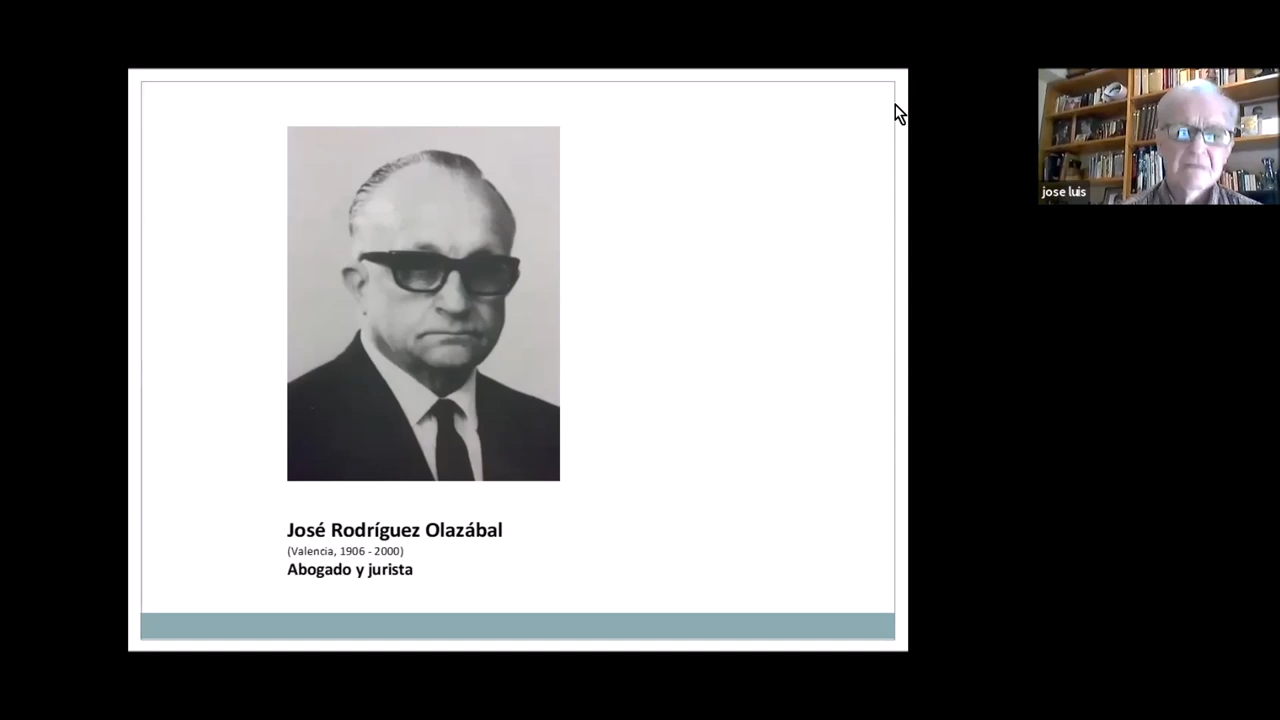 José Rodríguez Olazábal
(Valencia, 1906 - 2000)
Abogado y jurista
jose luis